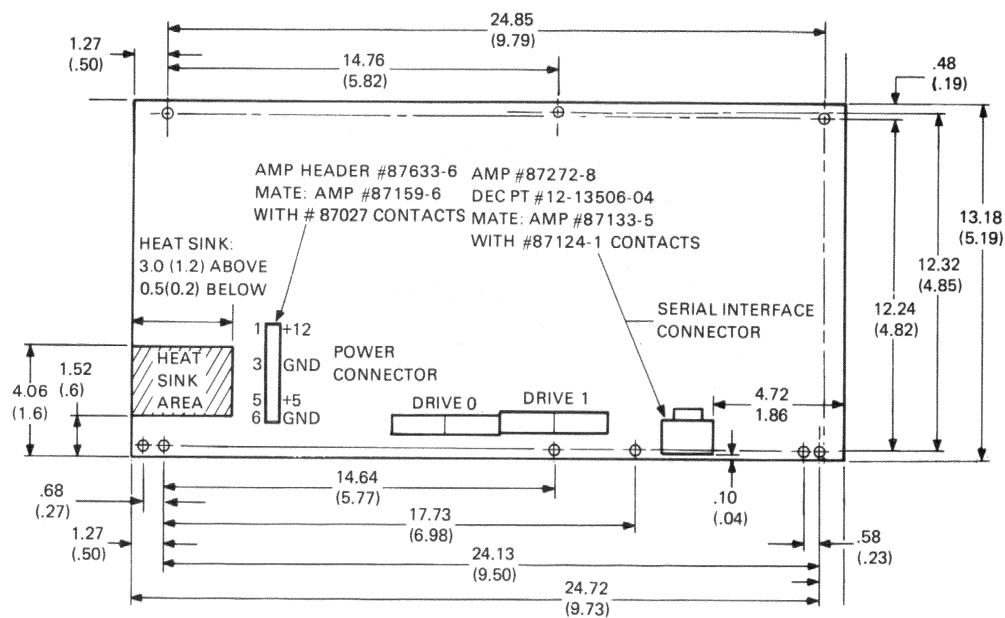 24.85
(9.79)
1.27
(.50)
14.76
(5.82)
.48
(.19)
AMP HEADER #87633-6
MATE: AMP #87159-6
WITH # 87027 CONTACTS
AMP #87272-8
DEC PT #12-13506-04
MATE: AMP #87133-5
WITH #87124-1 CONTACTS
13.18
(5.19)
12.32
(4.85)
12.24
(4.82)
HEAT SINK:
3.0 (1.2) ABOVE
0.5(0.2) BELOW
SERIAL INTERFACE
CONNECTOR
1 +12
3 GND
5 +5
6 GND
POWER
CONNECTOR
HEAT
SINK
AREA
4.06
(1.6)
1.52
(.6)
DRIVE 0
DRIVE 1
4.72
1.86
.68
(.27)
14.64
(5.77)
.10
(.04)
17.73
(6.98)
1.27
(.50)
24.13
(9.50)
.58
(.23)
24.72
(9.73)